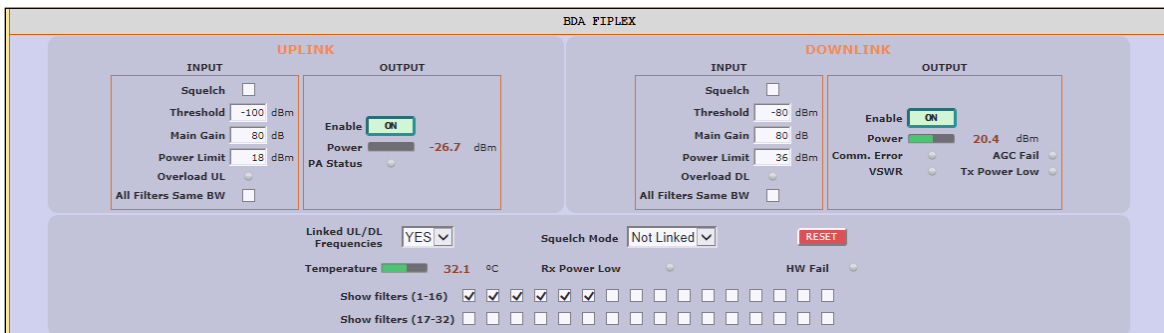 BDA FIPLEX
UPLINK
INPUT
OUTPUT
Squelch
Threshold -100 dBm
Main Gain 80 dB
Power Limit 18 dBm
Overload UL
All Filters Same BW
Enable ON
Power -26.7 dBm
PA Status
DOWNLINK
INPUT
OUTPUT
Squelch
Threshold -80 dBm
Main Gain 80 dB
Power Limit 36 dBm
Overload DL
All Filters Same BW
Enable ON
Power 20.4 dBm
Comm. Error AGC Fail
VSWR Tx Power Low
Linked UL/DL
Frequencies YES
Squelch Mode Not Linked
RESET
Temperature 32.1 ºC Rx Power Low HW Fail
Show filters (1-16)
Show filters (17-32)